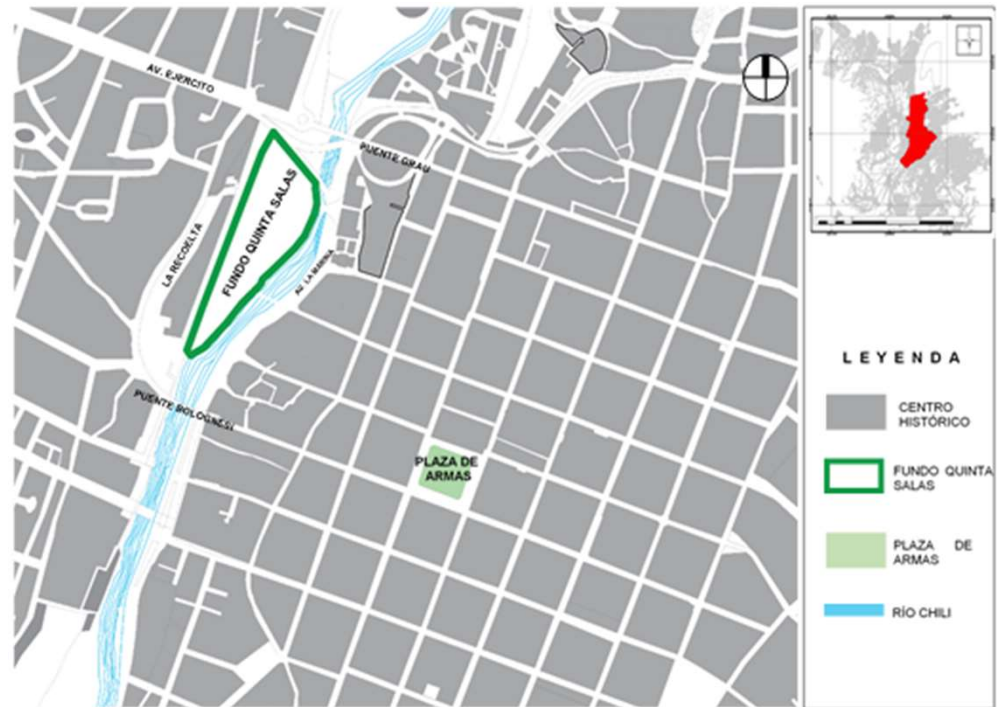 AV. EJERCITO
PUENTE GRAU
FUNDO QUINTA SALAS
LA RECOLETA
AV. LA MARINA
PUENTE BOLOGNESI
PLAZA DE
ARMAS
LEYENDA
CENTRO
HISTÓRICO
FUNDO QUINTA
SALAS
PLAZA DE
ARMAS
RÍO CHILI